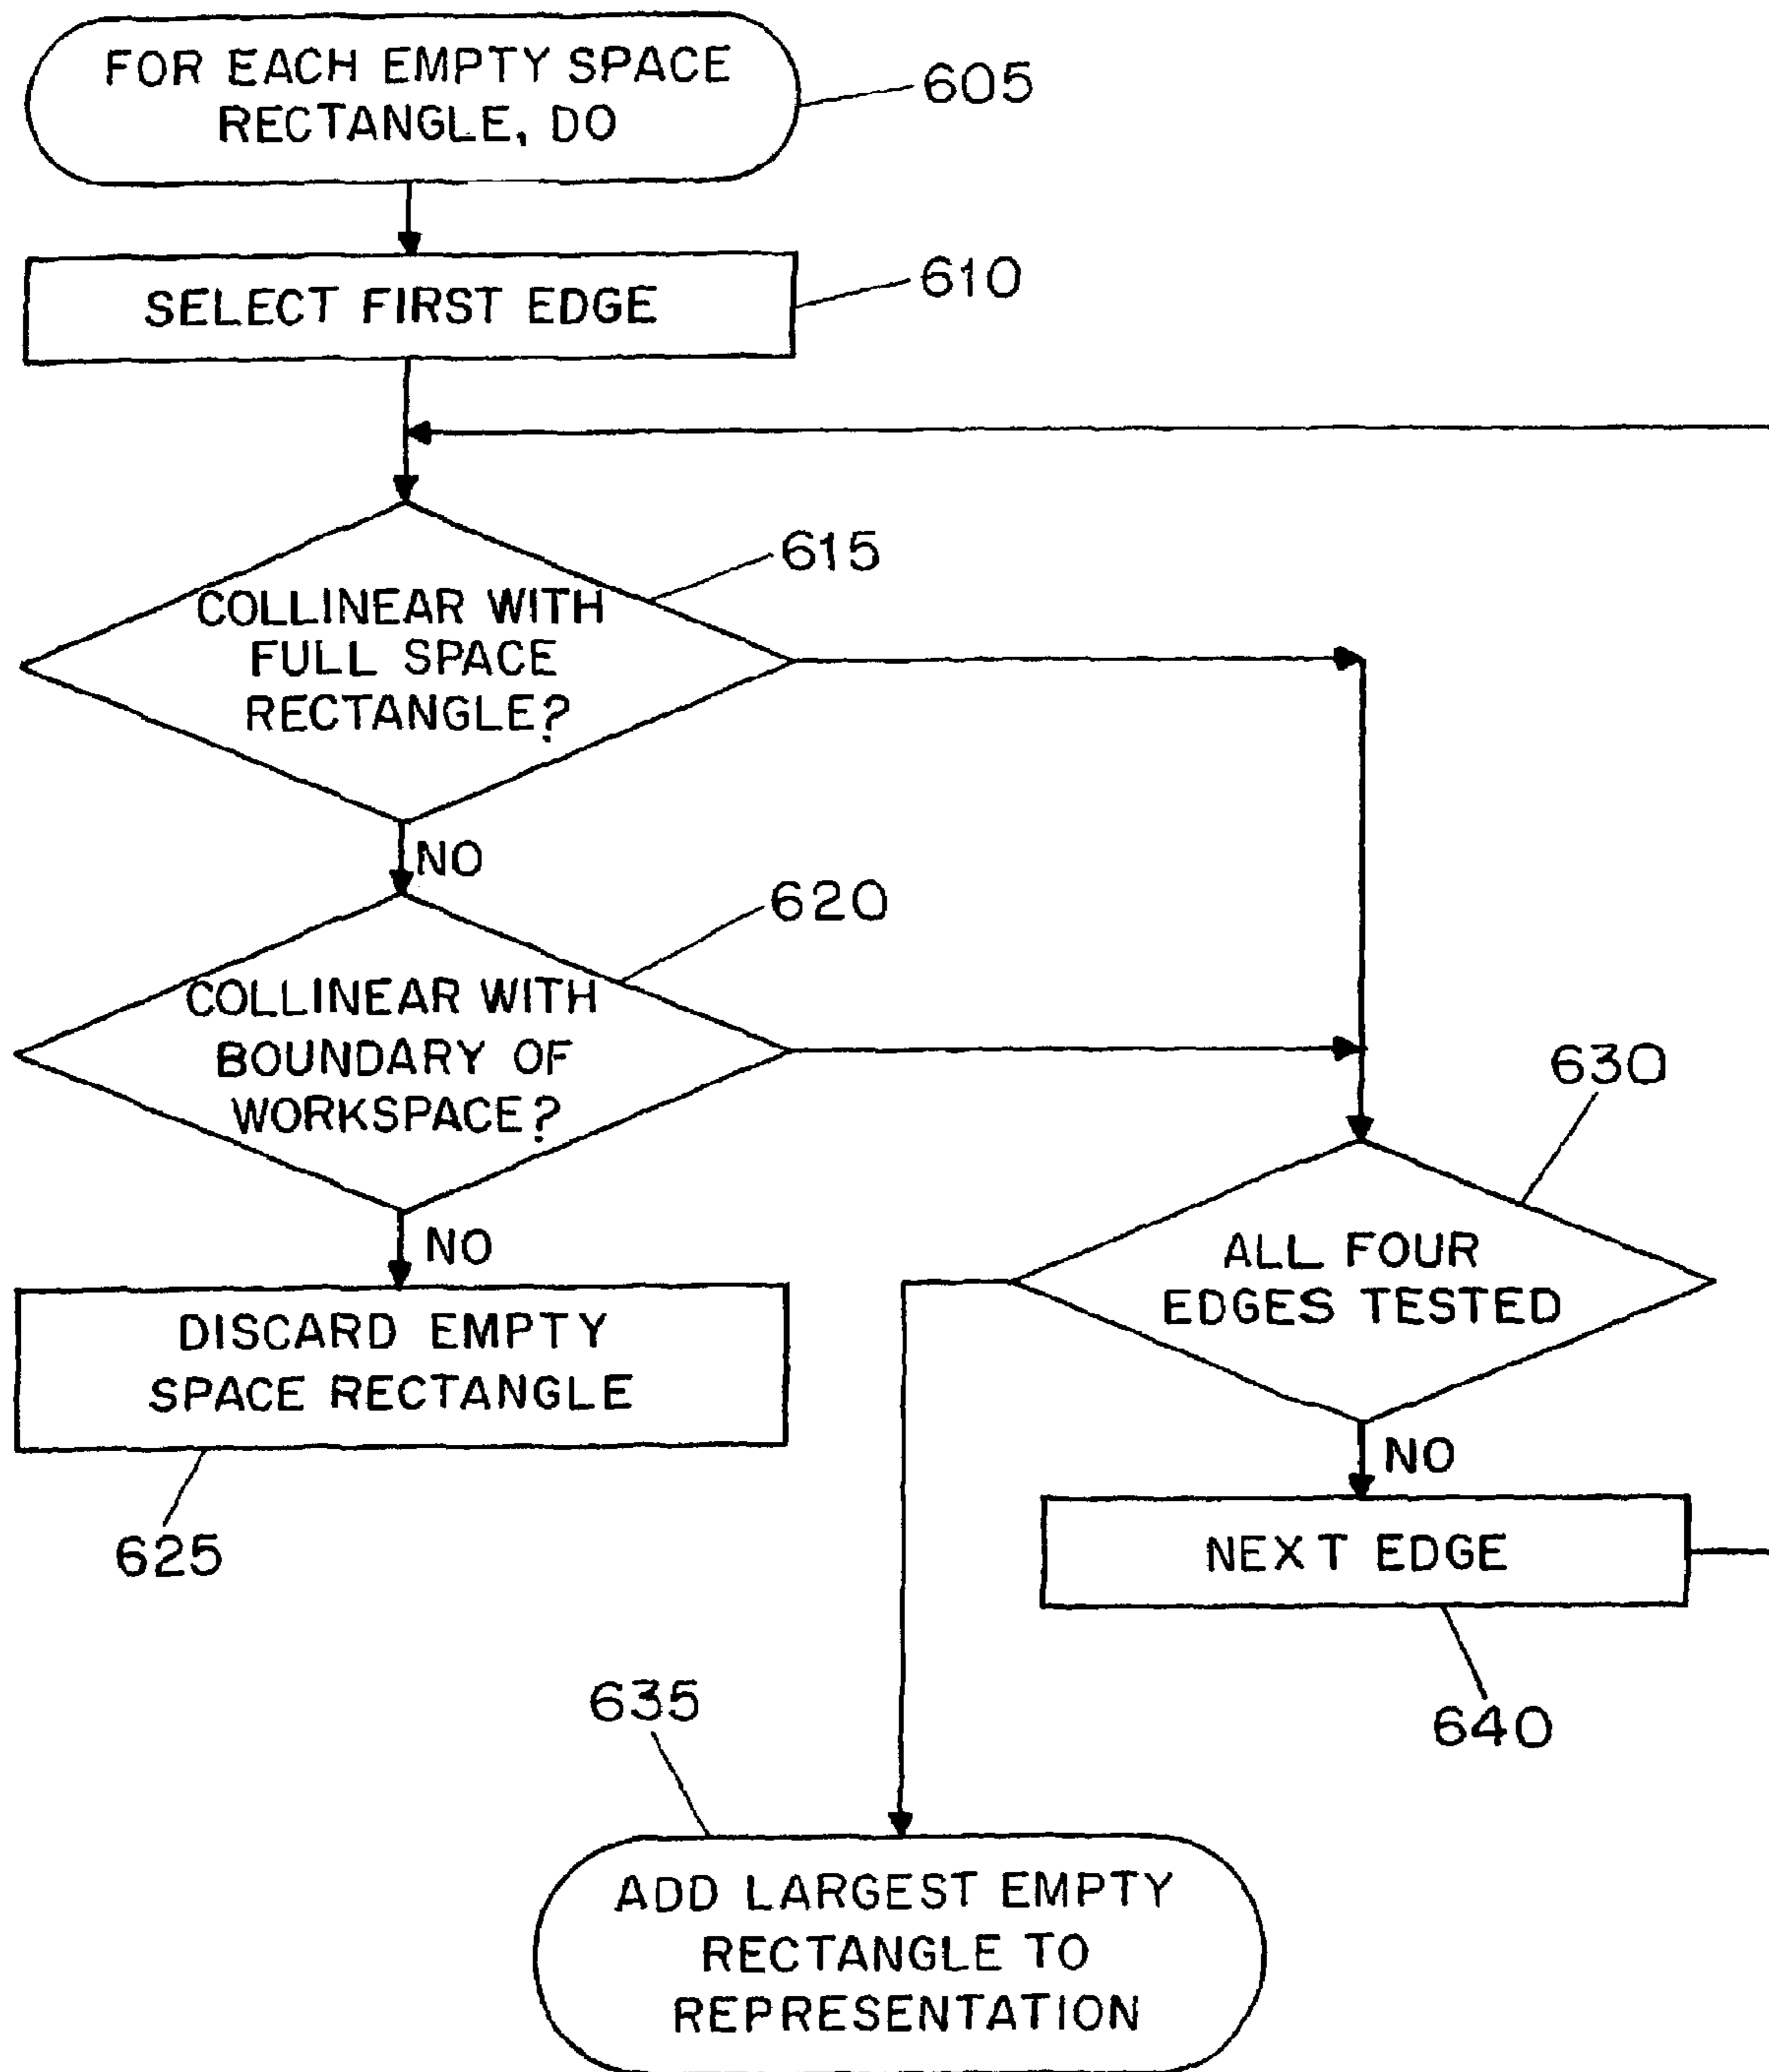 FOR EACH EMPTY SPACE
RECTANGLE, DO
605
SELECT FIRST EDGE
610
615
COLLINEAR WITH
FULL SPACE
RECTANGLE?
NO
620
COLLINEAR WITH
BOUNDARY OF
WORKSPACE?
630
NO
ALL FOUR
EDGES TESTED
DISCARD EMPTY
SPACE RECTANGLE
NO
625
NEXT EDGE
635
640
ADD LARGEST EMPTY
RECTANGLE TO
REPRESENTATION